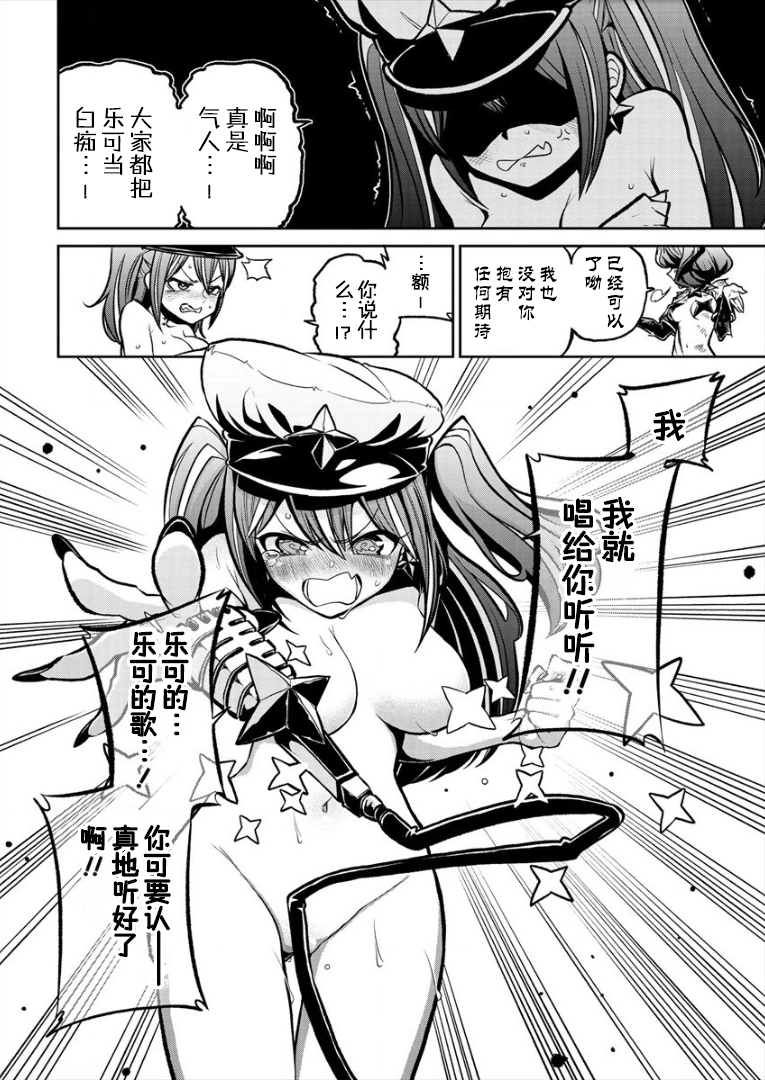 啊啊啊
真是
气人…！
大家都把
乐可当
白痴…！
已经可以
了呦
我也
没对你
抱有
任何期待
…额！
你说什
么…！？
我
我就
唱给你听听！！
乐可的…
乐可的歌…！
你可要认——
真地听好了
啊！！